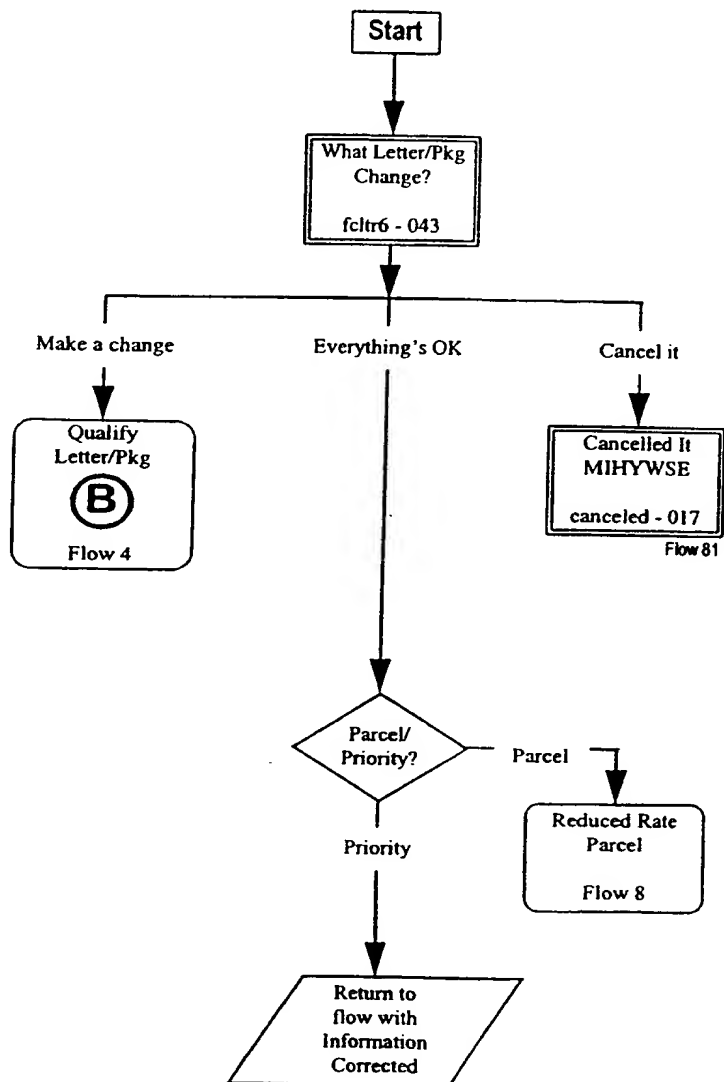 Start
What Letter/Pkg
Change?
fcltr6 - 043
Make a change
Everything's OK
Cancel it
Qualify
Letter/Pkg
B
Flow 4
Cancelled It
MIHYWSE
canceled - 017
Flow 81
Parcel/
Priority?
Parcel
Reduced Rate
Parcel
Flow 8
Priority
Return to
flow with
Information
Corrected